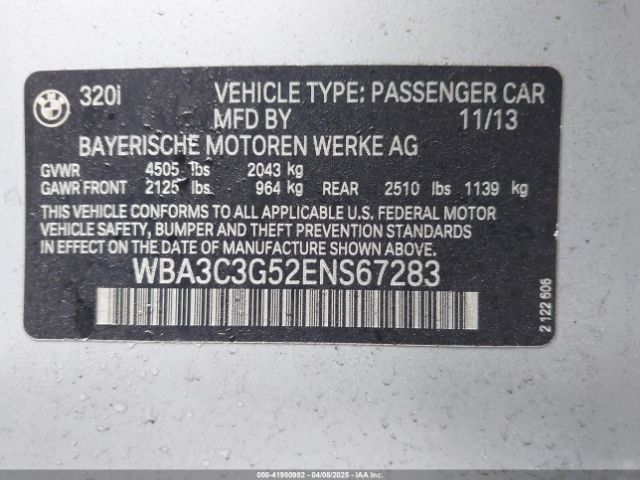 BMW
320i VEHICLE TYPE: PASSENGER CAR
MFD BY 11/13
BAYERISCHE MOTOREN WERKE AG
GVWR 4505 lbs 2043 kg
GAWR FRONT 2125 lbs 964 kg REAR 2510 lbs 1139 kg
THIS VEHICLE CONFORMS TO ALL APPLICABLE U.S. FEDERAL MOTOR
VEHICLE SAFETY, BUMPER AND THEFT PREVENTION STANDARDS
IN EFFECT ON THE DATE OF MANUFACTURE SHOWN ABOVE.
WBA3C3G52ENS67283
2 122 606
000-41980992 04/08/2025 IAA Holdings, LLC